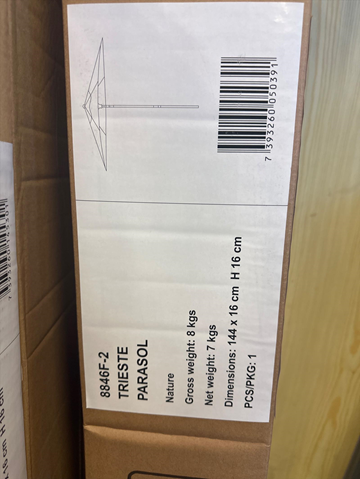 8846F-2
TRIESTE
PARASOL
Nature
Gross weight: 8 kgs
Net weight: 7 kgs
Dimensions: 144 x 16 cm H 16 cm
PCS/PKG: 1
7 393260 050391